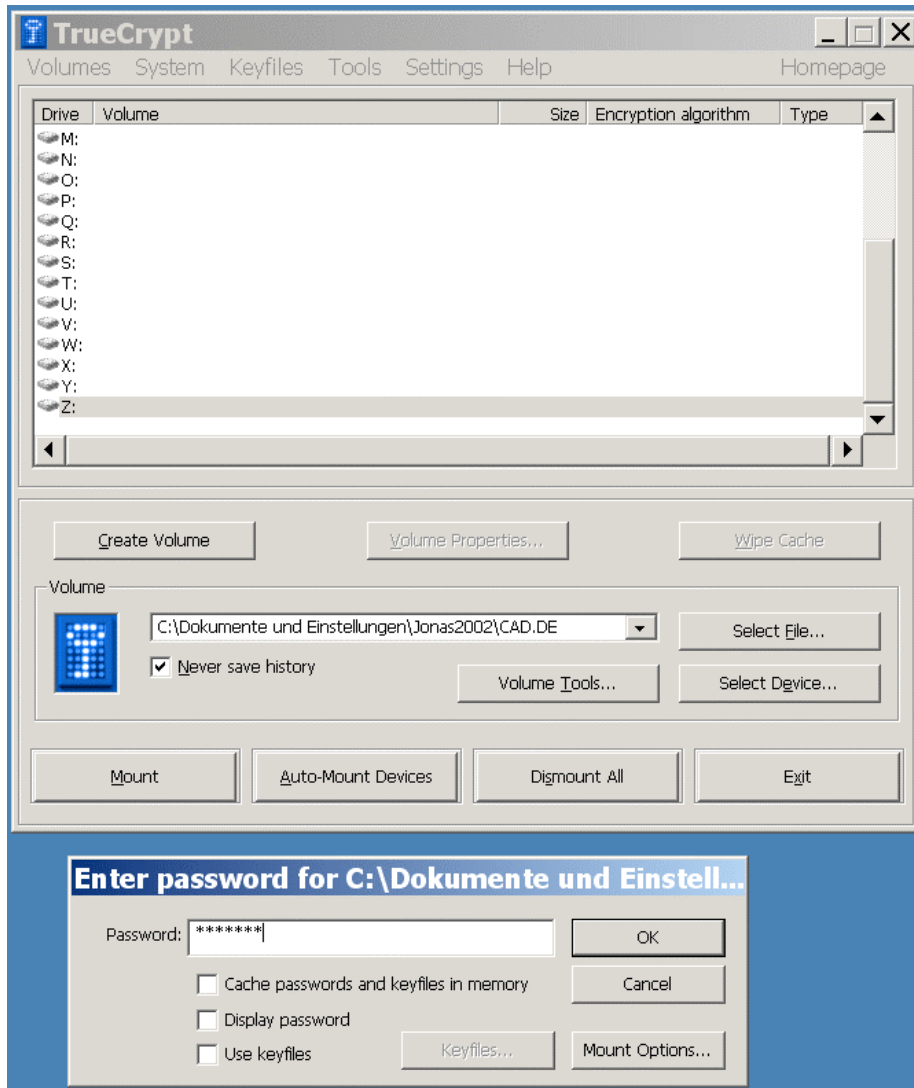 TrueCrypt
Volumes System Keyfiles Tools Settings Help Homepage
Drive Volume Size Encryption algorithm Type
M:
N:
O:
P:
Q:
R:
S:
T:
U:
V:
W:
X:
Y:
Z:
Create Volume Volume Properties... Wipe Cache
Volume
C:\Dokumente und Einstellungen\Jonas2002\CAD.DE Select File...
Never save history
Volume Tools... Select Device...
Mount Auto-Mount Devices Dismount All Exit
Enter password for C:\Dokumente und Einstell...
Password: ******* OK
Cache passwords and keyfiles in memory Cancel
Display password
Use keyfiles Keyfiles... Mount Options...